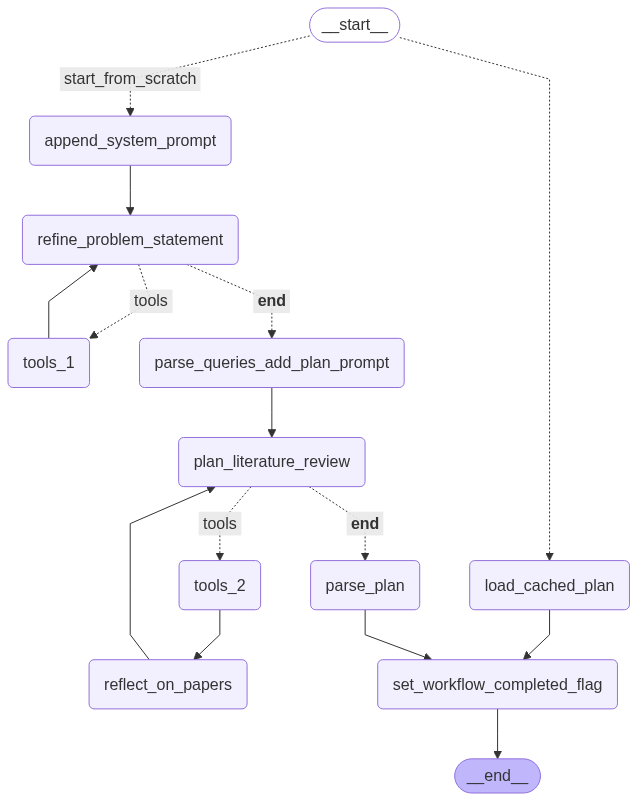 __start__
start_from_scratch
append_system_prompt
refine_problem_statement
tools
end
tools_1
parse_queries_add_plan_prompt
plan_literature_review
tools
end
tools_2
parse_plan
load_cached_plan
reflect_on_papers
set_workflow_completed_flag
__end__